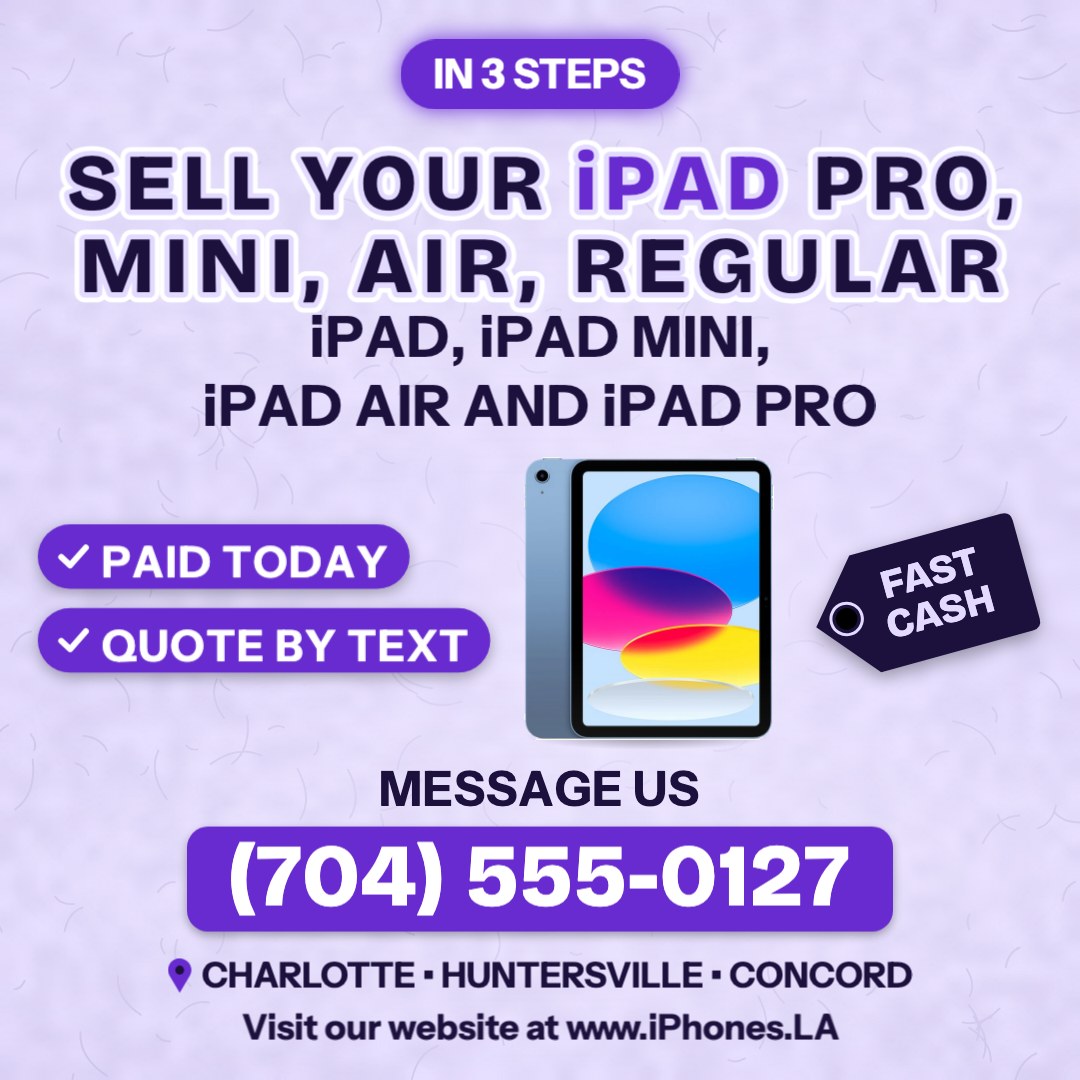 IN 3 STEPS
SELL YOUR iPAD PRO,
MINI, AIR, REGULAR
iPAD, iPAD MINI,
iPAD AIR AND iPAD PRO
✓ PAID TODAY
✓ QUOTE BY TEXT
FAST
CASH
MESSAGE US
(704) 555-0127
CHARLOTTE ▪ HUNTERSVILLE ▪ CONCORD
Visit our website at www.iPhones.LA